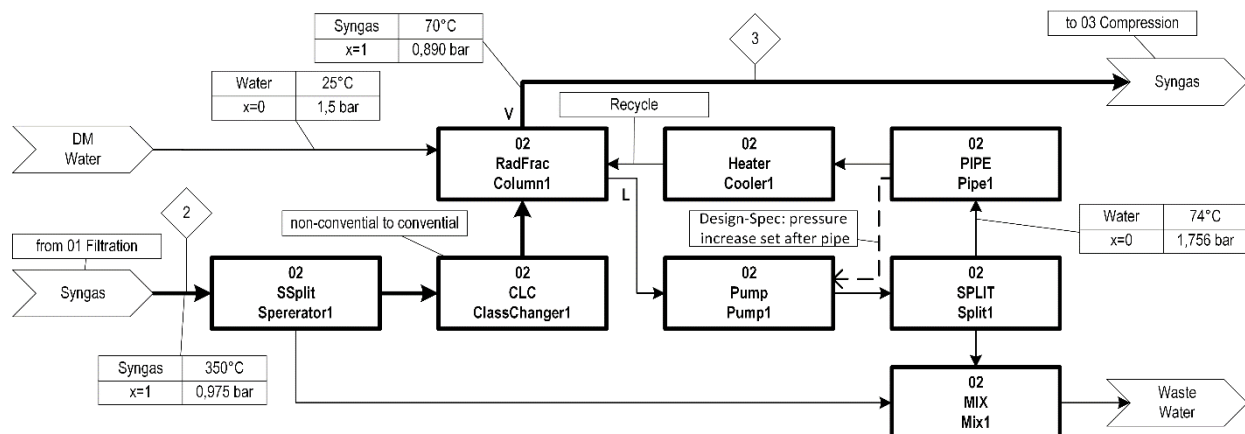 Syngas 70°C
x=1 0,890 bar
3
to 03 Compression
Syngas
Water 25°C
x=0 1,5 bar
Recycle
V
DM
Water
02
RadFrac
Column1
02
Heater
Cooler1
02
PIPE
Pipe1
L
2
non-convential to convential
Design-Spec: pressure
increase set after pipe
Water 74°C
x=0 1,756 bar
from 01 Filtration
Syngas
02
SSplit
Spererator1
02
CLC
ClassChanger1
02
Pump
Pump1
02
SPLIT
Split1
Syngas 350°C
x=1 0,975 bar
02
MIX
Mix1
Waste
Water